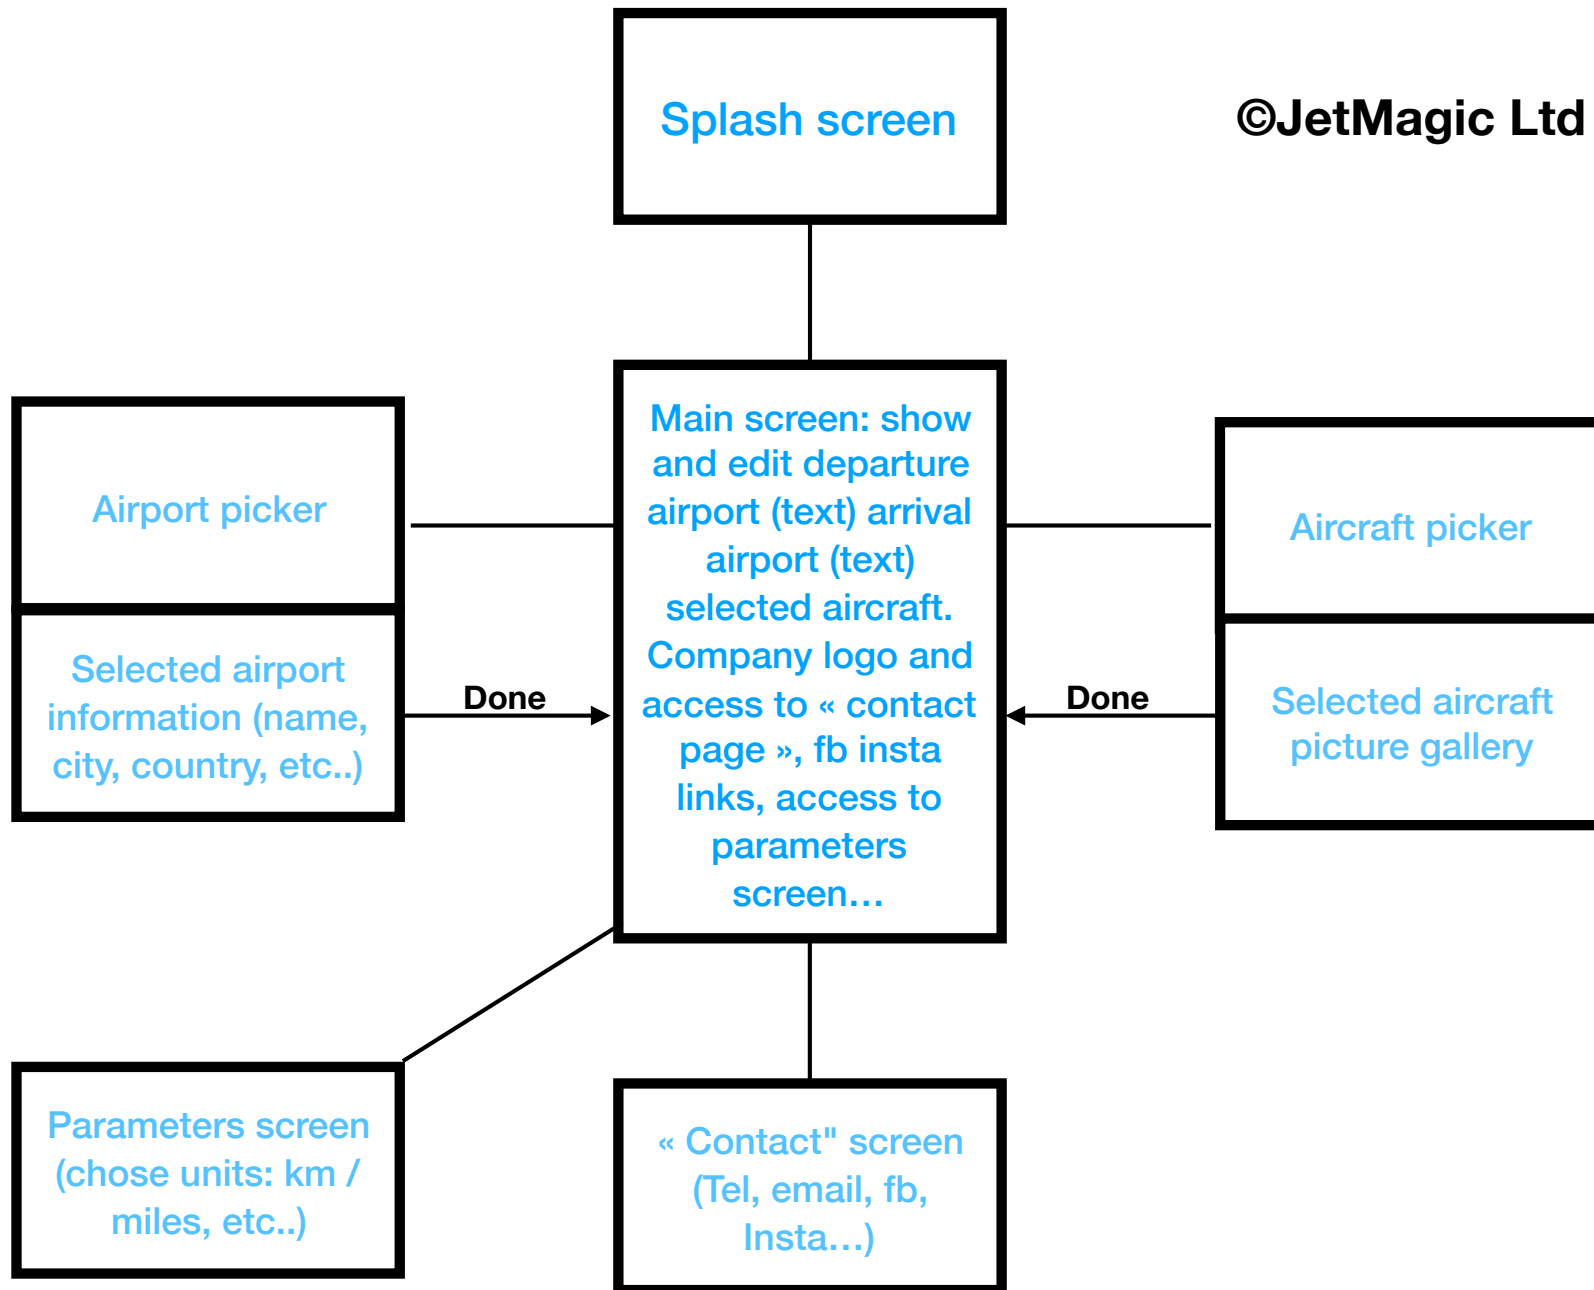 Splash screen
©JetMagic Ltd
Main screen: show
and edit departure
airport (text) arrival
airport (text)
selected aircraft.
Company logo and
access to « contact
page », fb insta
links, access to
parameters
screen…
Airport picker
Selected airport
information (name,
city, country, etc..)
Done
Aircraft picker
Done
Selected aircraft
picture gallery
Parameters screen
(chose units: km /
miles, etc..)
« Contact" screen
(Tel, email, fb,
Insta…)